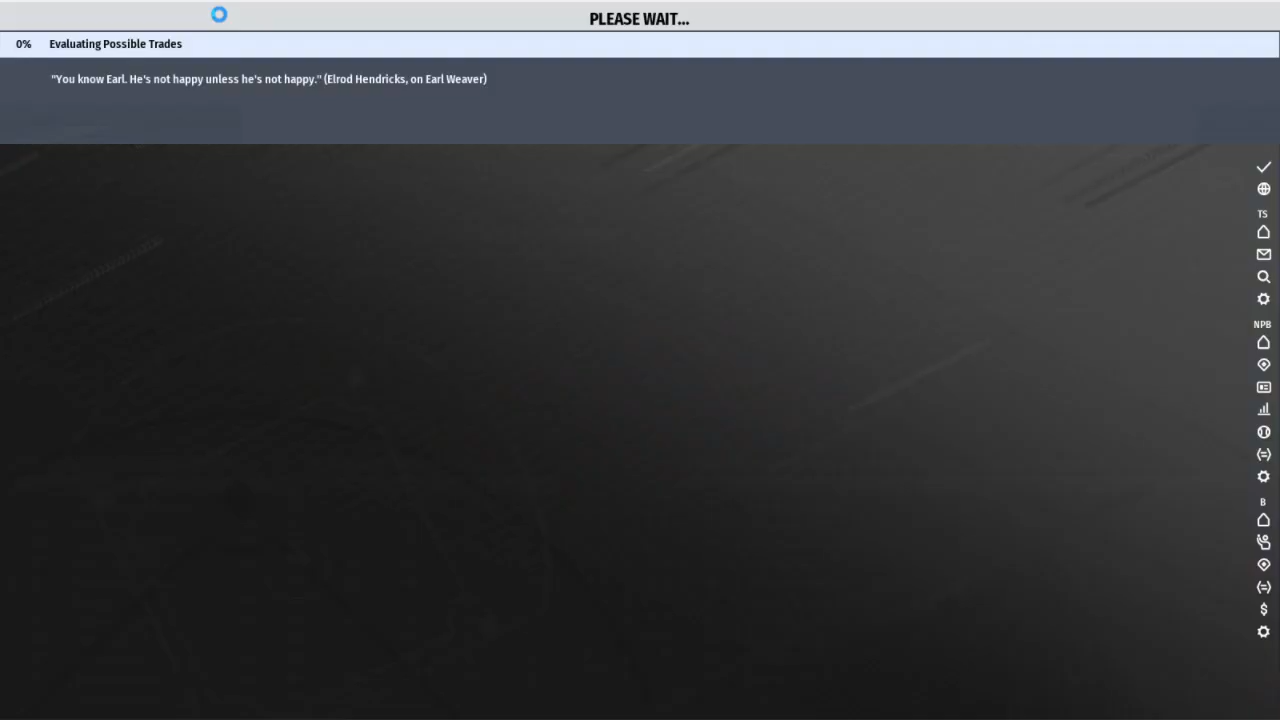 PLEASE WAIT...
0% Evaluating Possible Trades
"You know Earl. He's not happy unless he's not happy." (Elrod Hendricks, on Earl Weaver)
TS
NPB
B